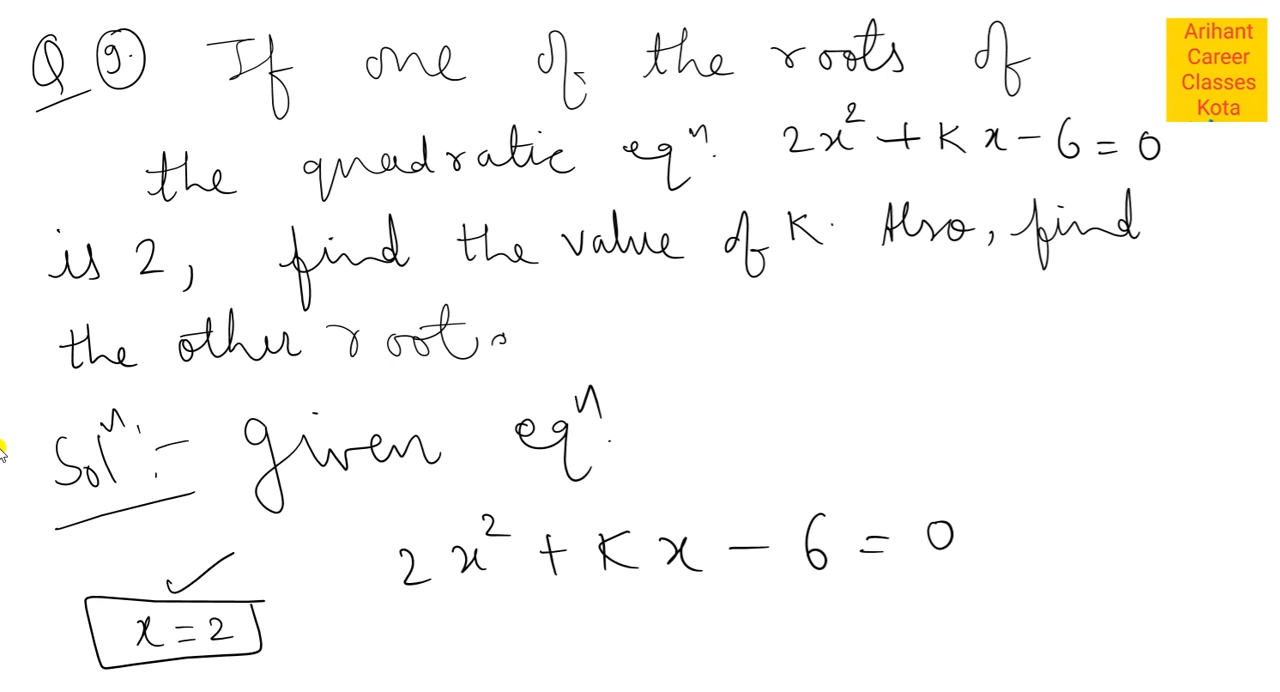 Q 9. If one of the roots of
the quadratic eqⁿ. 2x² + Kx - 6 = 0
is 2, find the value of K. Also, find
the other root.
Solⁿ. :- given eqⁿ.
2x² + Kx - 6 = 0
x = 2
Arihant
Career
Classes
Kota